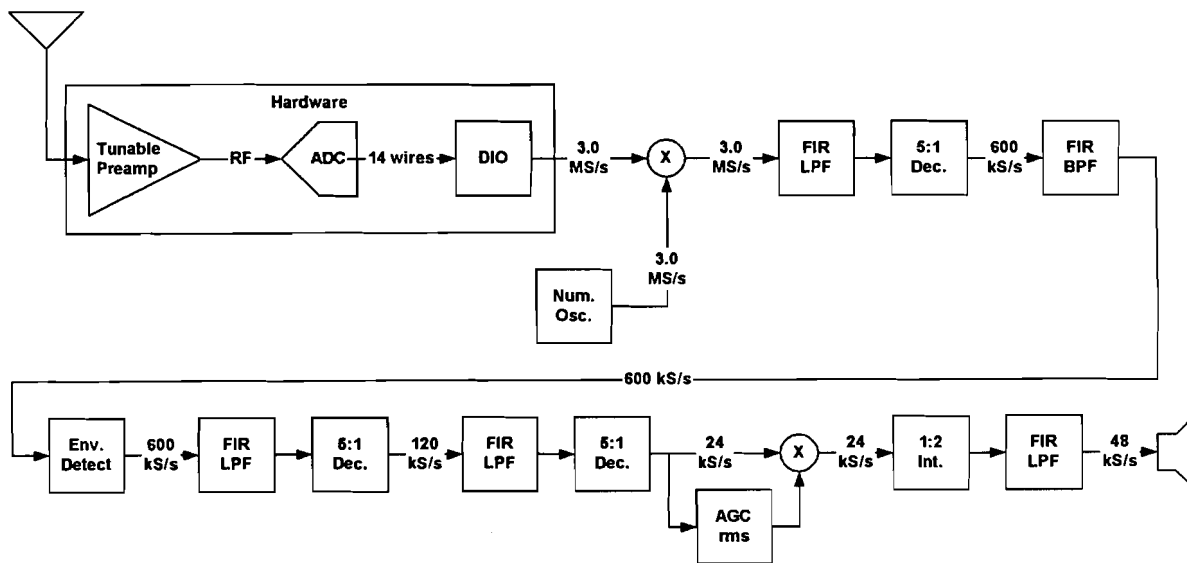 Hardware
Tunable
Preamp
RF
ADC
14 wires
DIO
3.0
MS/s
X
3.0
MS/s
FIR
LPF
5:1
Dec.
600
kS/s
FIR
BPF
3.0
MS/s
Num.
Osc.
600 kS/s
Env.
Detect
600
kS/s
FIR
LPF
5:1
Dec.
120
kS/s
FIR
LPF
5:1
Dec.
24
kS/s
X
24
kS/s
1:2
Int.
FIR
LPF
48
kS/s
AGC
rms